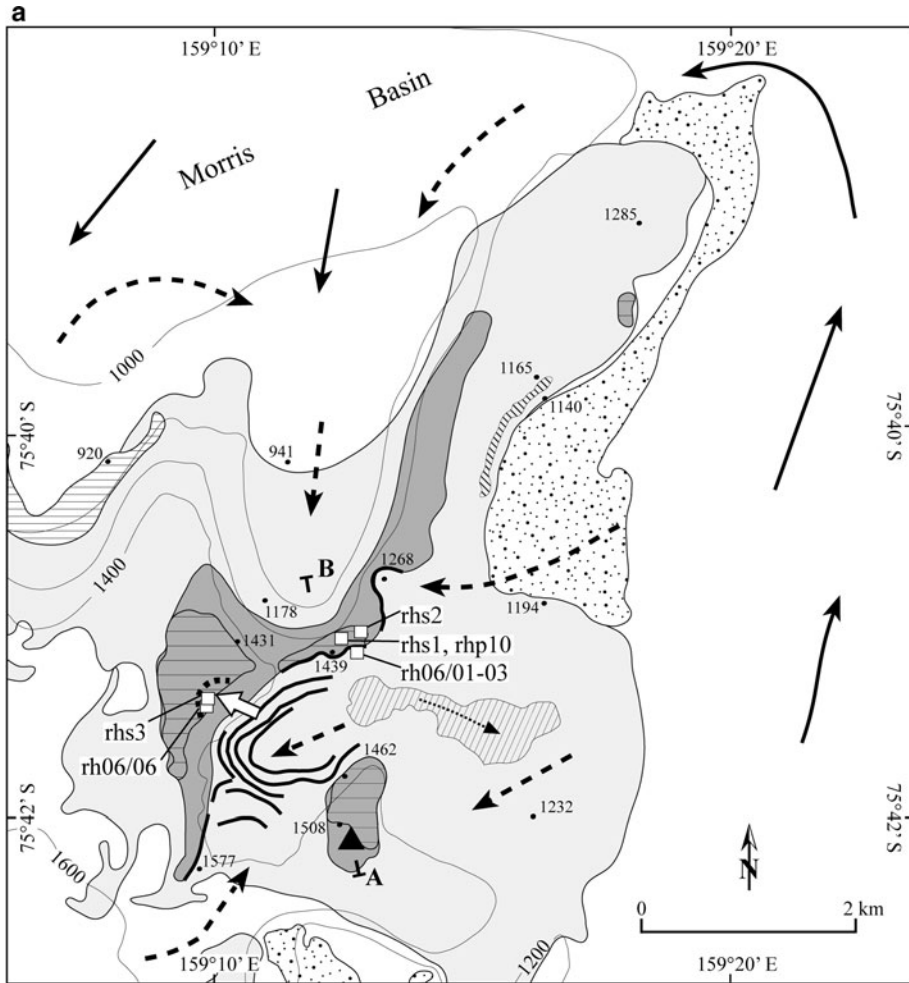 a
159°10' E
159°20' E
Basin
Morris
1285
1000
1165
1140
75°40' S
75°40' S
920
941
1400
1268
B
1178
1194
rhs2
1431
rhs1, rhp10
1439
rh06/01-03
rhs3
rh06/06
1462
1232
75°42' S
75°42' S
1508
1577
1600
A
N
0
2 km
1200
159°10' E
159°20' E